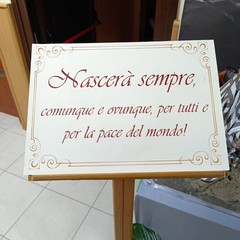 Nascerà sempre,
comunque e ovunque, per tutti e
per la pace del mondo!